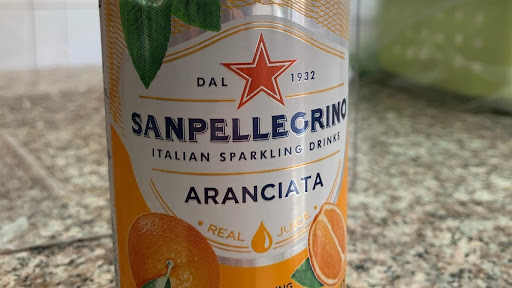 DAL 1932
SANPELLEGRINO
ITALIAN SPARKLING DRINKS
ARANCIATA
• REAL JUICE